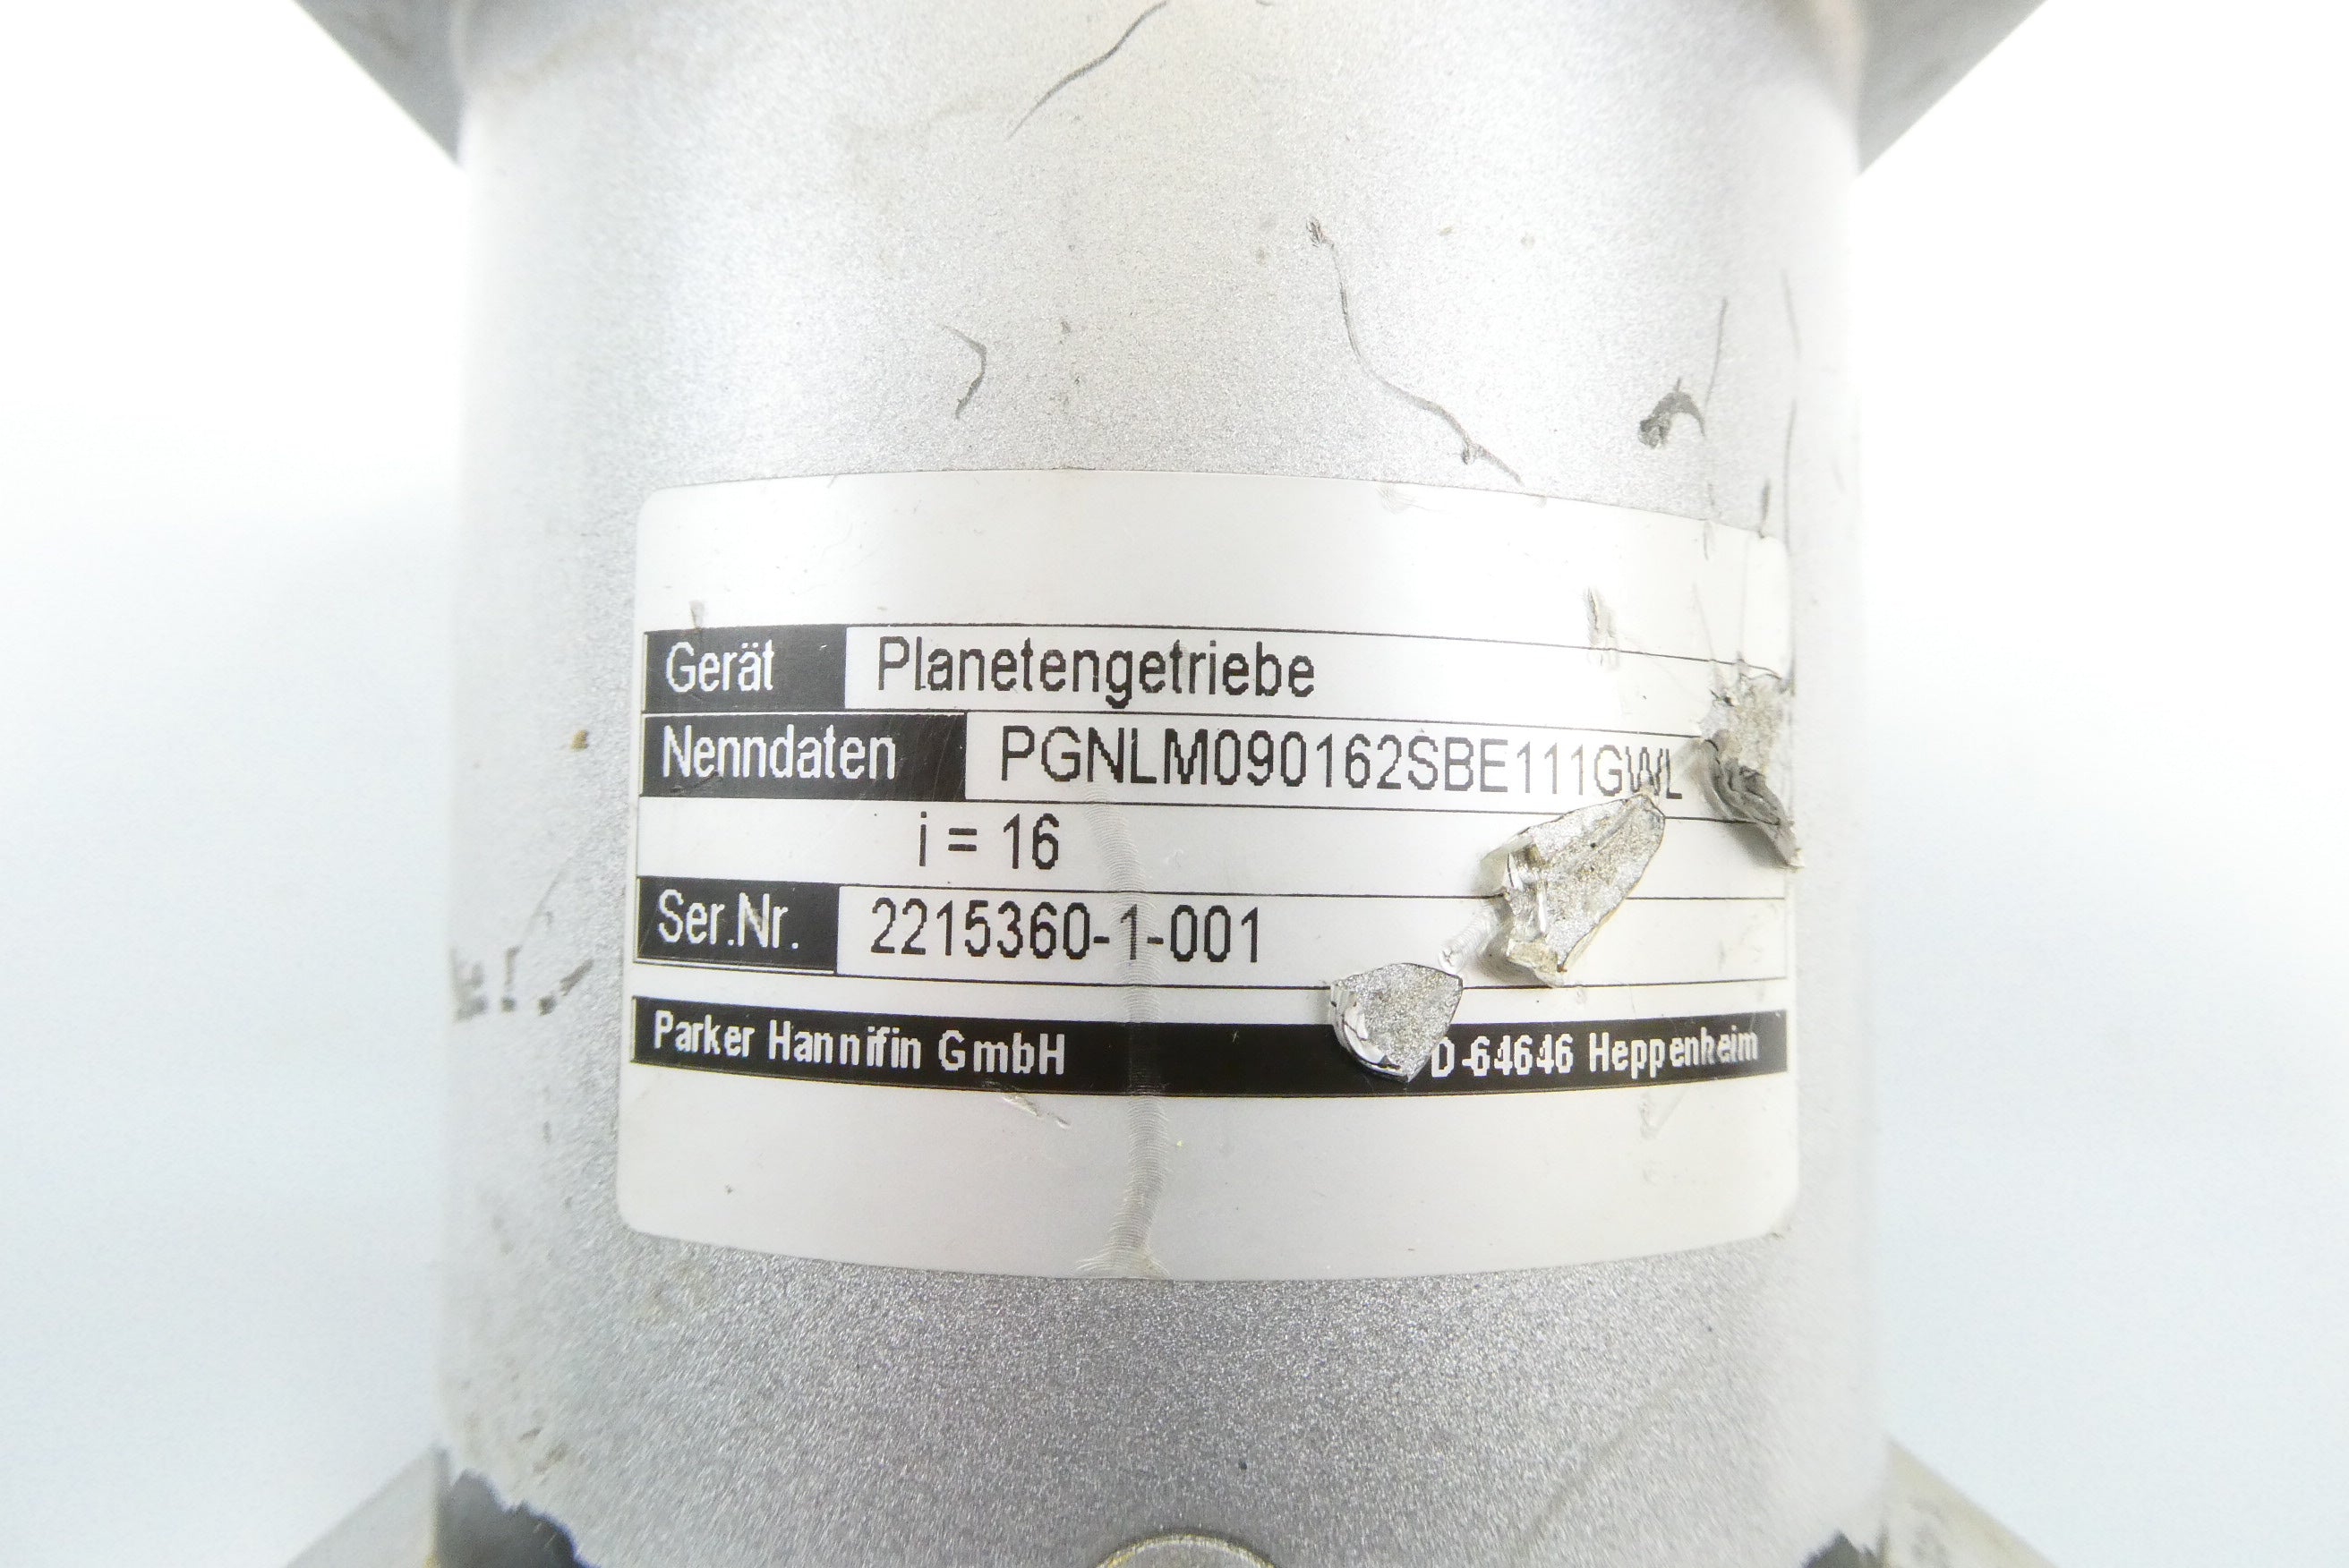 Gerät Planetengetriebe
Nenndaten PGNLM090162SBE111GWL
i = 16
Ser.Nr. 2215360-1-001
Parker Hannifin GmbH D-64646 Heppenheim